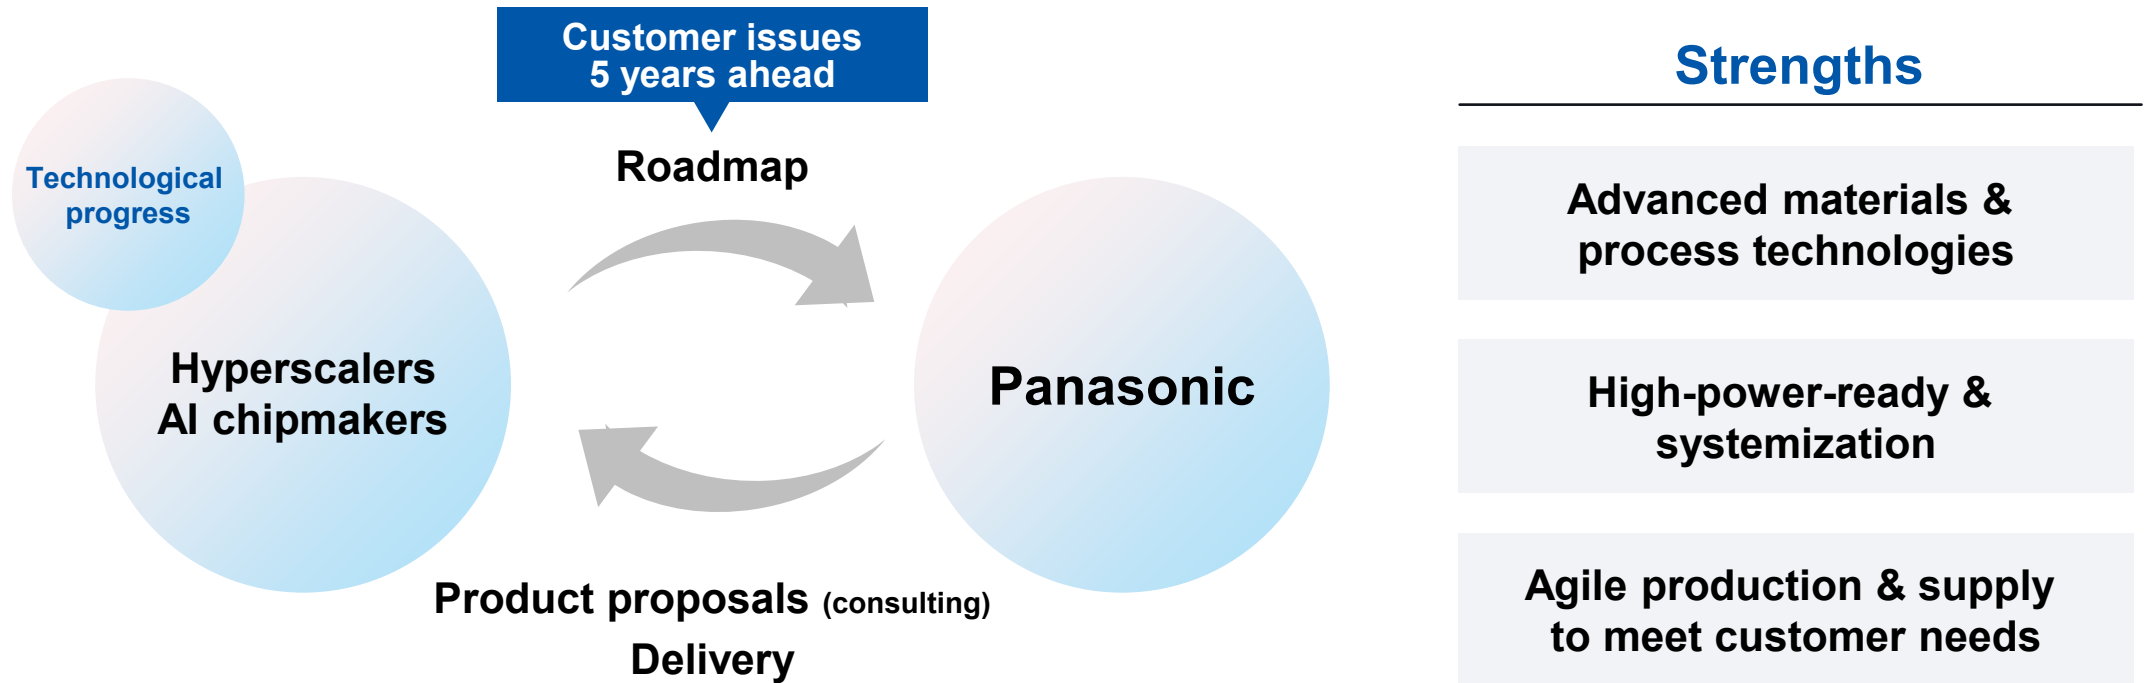 Customer issues
5 years ahead
Roadmap
Technological
progress
Hyperscalers
AI chipmakers
Panasonic
Product proposals (consulting)
Delivery
Strengths
Advanced materials &
process technologies
High-power-ready &
systemization
Agile production & supply
to meet customer needs